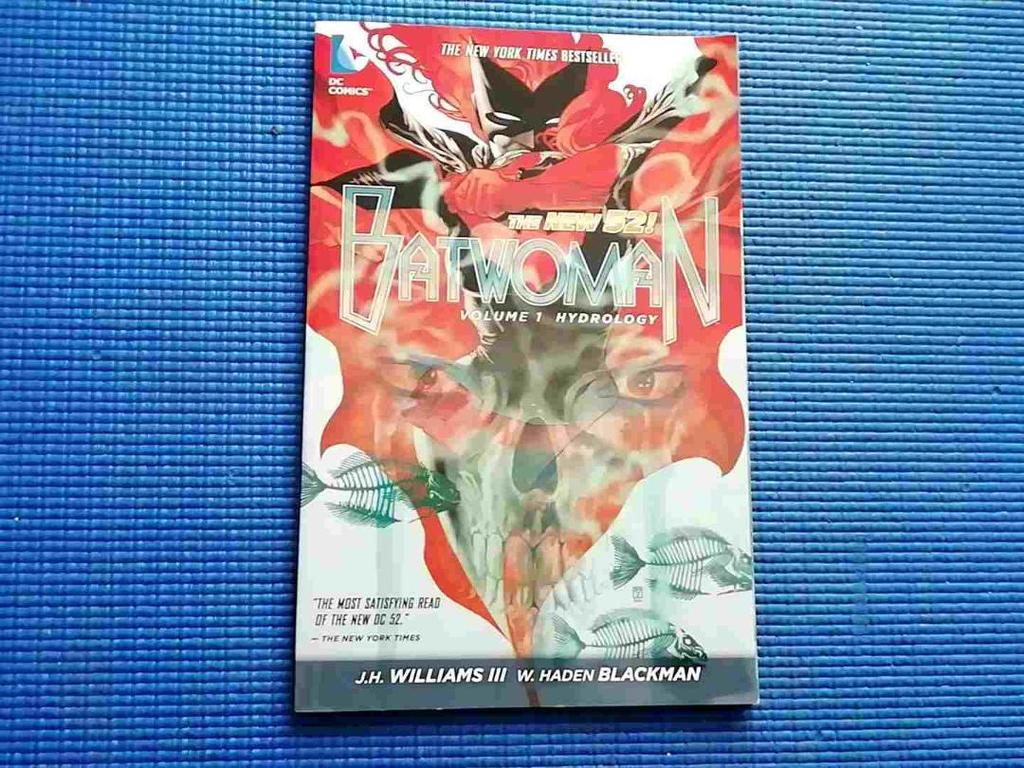 DC
COMICS™
THE NEW YORK TIMES BESTSELLER
THE NEW 52!
BATWOMAN
VOLUME 1 HYDROLOGY
"THE MOST SATISFYING READ
OF THE NEW DC 52."
— THE NEW YORK TIMES
J.H. WILLIAMS III W. HADEN BLACKMAN